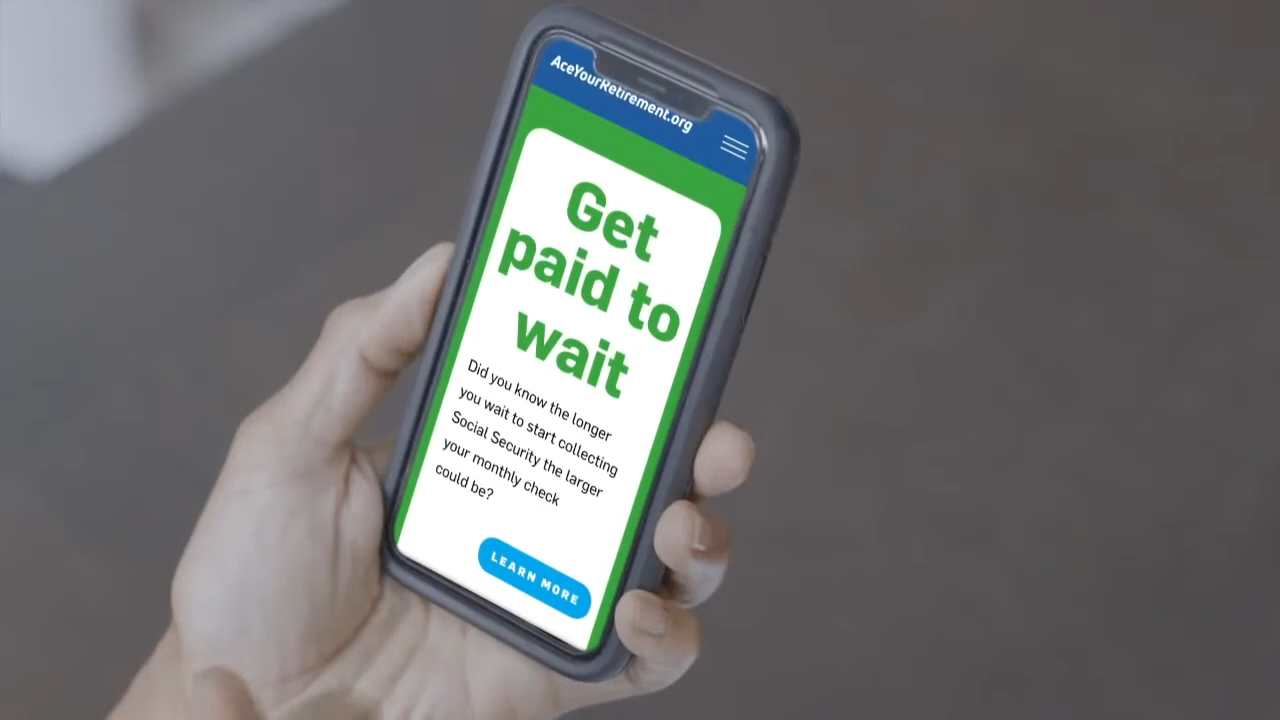 AceYourRetirement.org
Get
paid to
wait
Did you know the longer
you wait to start collecting
Social Security the larger
your monthly check
could be?
LEARN MORE